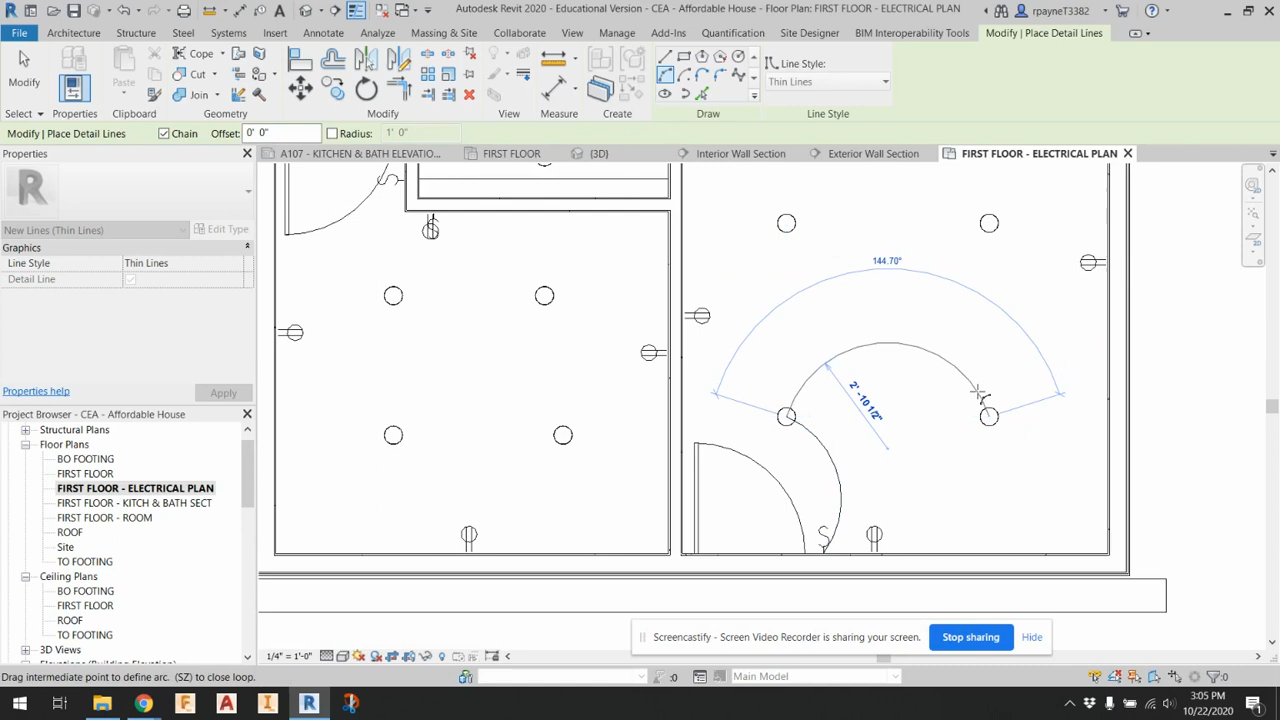 Autodesk Revit 2020 - Educational Version - CEA - Affordable House - Floor Plan: FIRST FLOOR - ELECTRICAL PLAN
rpayneT3382
File Architecture Structure Steel Systems Insert Annotate Analyze Massing & Site Collaborate View Manage Add-Ins Quantification Site Designer BIM Interoperability Tools Modify | Place Detail Lines
Modify Paste Cope Cut Join Line Style:
Thin Lines
Select Properties Clipboard Geometry Modify View Measure Create Draw Line Style
Modify | Place Detail Lines Chain Offset: 0' 0" Radius: 1' 0"
Properties
A107 - KITCHEN & BATH ELEVATIO... FIRST FLOOR {3D} Interior Wall Section Exterior Wall Section FIRST FLOOR - ELECTRICAL PLAN
New Lines (Thin Lines) Edit Type
Graphics
Line Style Thin Lines
Detail Line
Properties help Apply
Project Browser - CEA - Affordable House
Structural Plans
Floor Plans
BO FOOTING
FIRST FLOOR
FIRST FLOOR - ELECTRICAL PLAN
FIRST FLOOR - KITCH & BATH SECT
FIRST FLOOR - ROOM
ROOF
Site
TO FOOTING
Ceiling Plans
BO FOOTING
FIRST FLOOR
ROOF
TO FOOTING
3D Views
Elevations (Building Elevation)
S
S
144.70°
2' -10 1/2"
S
Screencastify - Screen Video Recorder is sharing your screen. Stop sharing Hide
1/4" = 1'-0"
Drag intermediate point to define arc. (SZ) to close loop. :0 Main Model :0
3:05 PM
10/22/2020